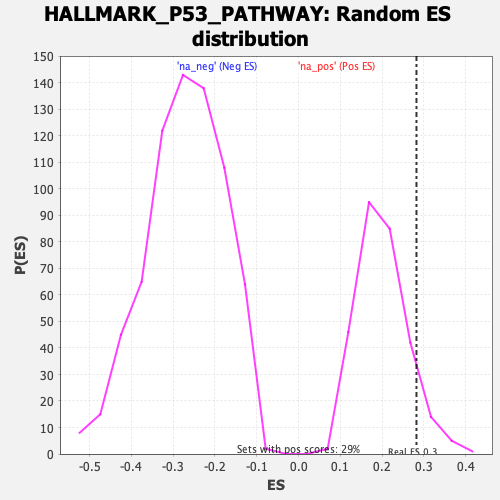 HALLMARK_P53_PATHWAY: Random ES
distribution
'na_neg' (Neg ES)
'na_pos' (Pos ES)
150
140
130
120
110
100
90
80
70
60
50
40
30
20
10
0
P(ES)
Sets with pos scores: 29%
Real ES 0.3
-0.5 -0.4 -0.3 -0.2 -0.1 0.0 0.1 0.2 0.3 0.4
ES